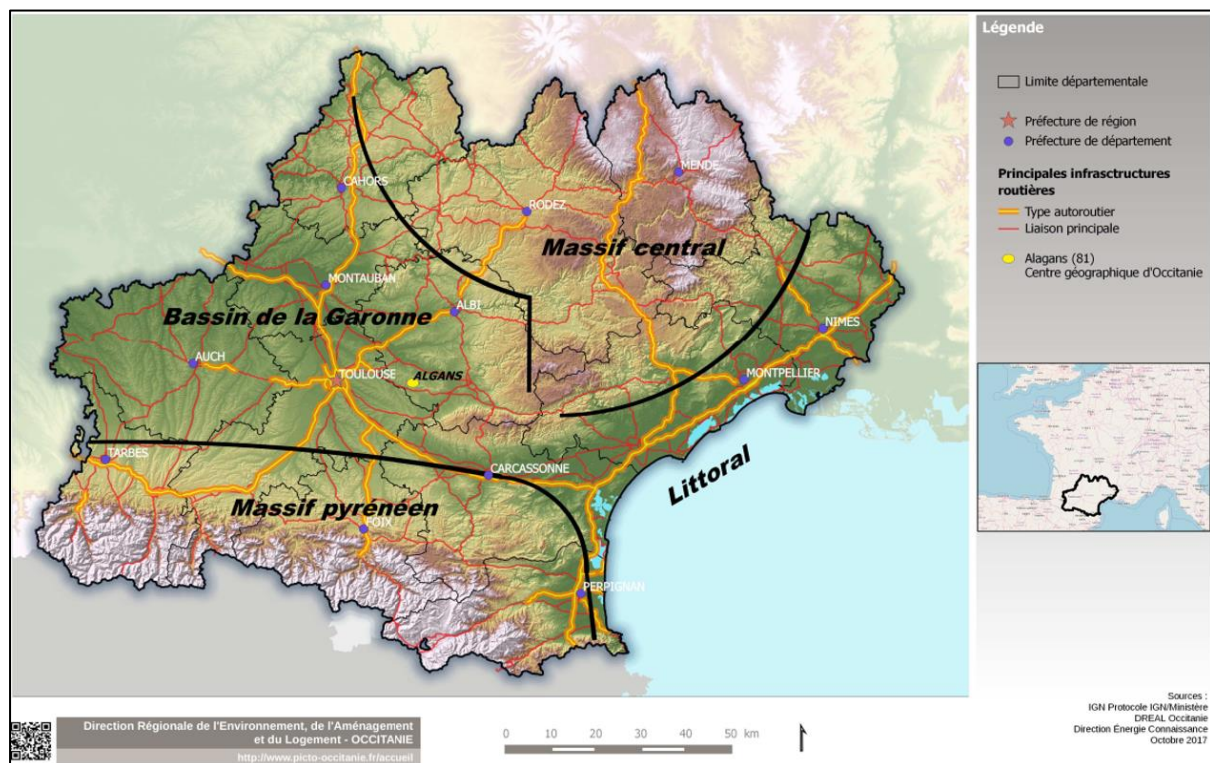 CAHORS
MENDE
RODEZ
Massif central
MONTAUBAN
Bassin de la Garonne
ALBI
NIMES
AUCH
TOULOUSE
ALGANS
MONTPELLIER
TARBES
CARCASSONNE
Littoral
Massif pyrénéen
FOIX
PERPIGNAN
Légende
Limite départementale
Préfecture de région
Préfecture de département
Principales infrasctructures
routières
Type autoroutier
Liaison principale
Alagans (81)
Centre géographique d'Occitanie
Direction Régionale de l'Environnement, de l'Aménagement
et du Logement - OCCITANIE
http://www.picto-occitanie.fr/accueil
0 10 20 30 40 50 km
Sources :
IGN Protocole IGN/Ministère
DREAL Occitanie
Direction Énergie Connaissance
Octobre 2017